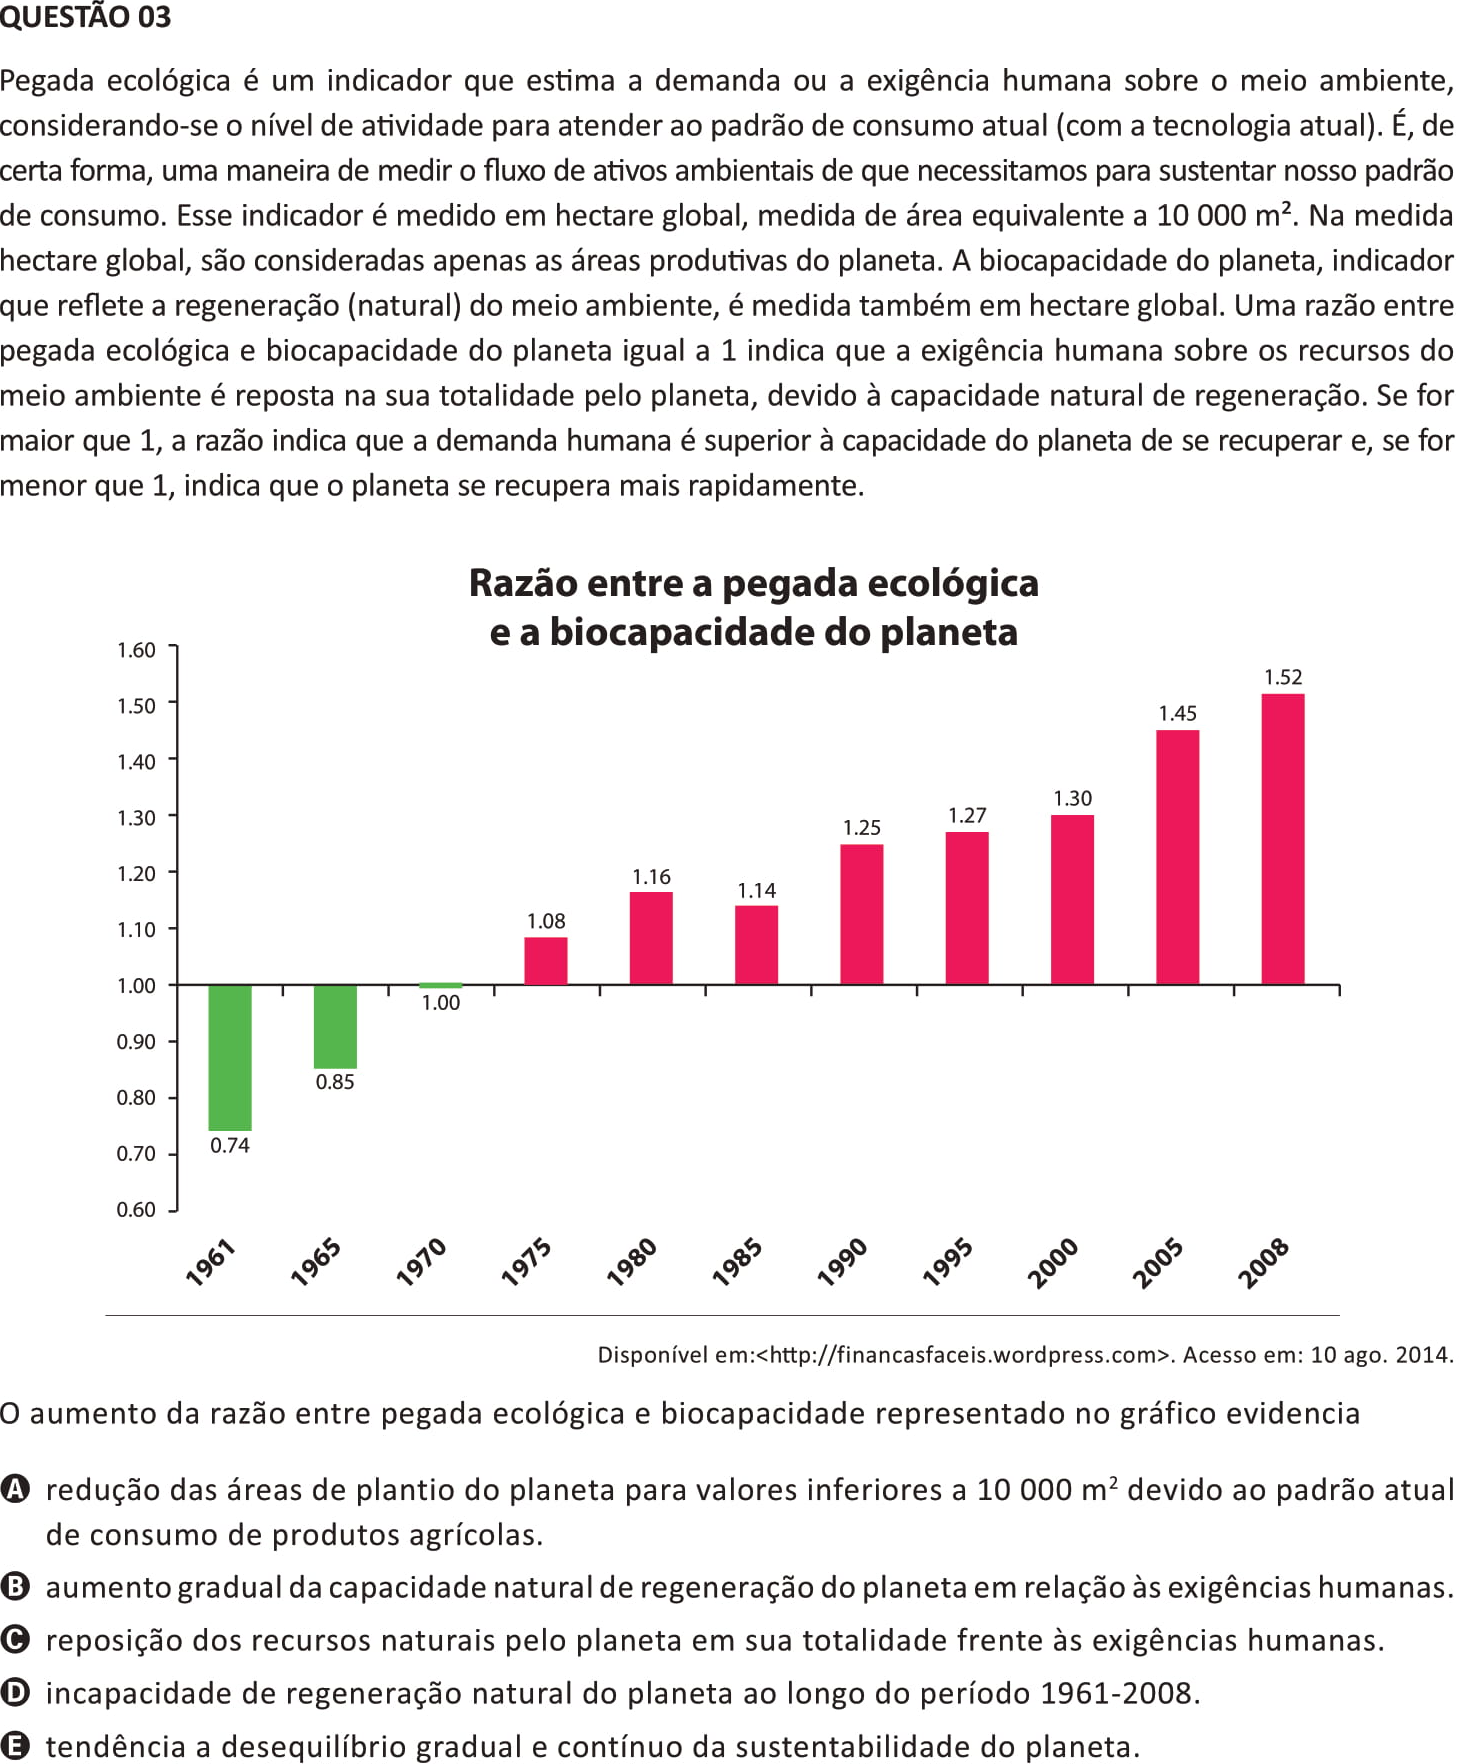 QUESTÃO 03
Pegada ecológica é um indicador que estima a demanda ou a exigência humana sobre o meio ambiente,
considerando-se o nível de atividade para atender ao padrão de consumo atual (com a tecnologia atual). É, de
certa forma, uma maneira de medir o fluxo de ativos ambientais de que necessitamos para sustentar nosso padrão
de consumo. Esse indicador é medido em hectare global, medida de área equivalente a 10 000 m². Na medida
hectare global, são consideradas apenas as áreas produtivas do planeta. A biocapacidade do planeta, indicador
que reflete a regeneração (natural) do meio ambiente, é medida também em hectare global. Uma razão entre
pegada ecológica e biocapacidade do planeta igual a 1 indica que a exigência humana sobre os recursos do
meio ambiente é reposta na sua totalidade pelo planeta, devido à capacidade natural de regeneração. Se for
maior que 1, a razão indica que a demanda humana é superior à capacidade do planeta de se recuperar e, se for
menor que 1, indica que o planeta se recupera mais rapidamente.
Razão entre a pegada ecológica
e a biocapacidade do planeta
1.60
1.50
1.40
1.30
1.20
1.10
1.00
0.90
0.80
0.70
0.60
0.74
0.85
1.00
1.08
1.16
1.14
1.25
1.27
1.30
1.45
1.52
1961
1965
1970
1975
1980
1985
1990
1995
2000
2005
2008
Disponível em:<http://financasfaceis.wordpress.com>. Acesso em: 10 ago. 2014.
O aumento da razão entre pegada ecológica e biocapacidade representado no gráfico evidencia
A redução das áreas de plantio do planeta para valores inferiores a 10 000 m² devido ao padrão atual
de consumo de produtos agrícolas.
B aumento gradual da capacidade natural de regeneração do planeta em relação às exigências humanas.
C reposição dos recursos naturais pelo planeta em sua totalidade frente às exigências humanas.
D incapacidade de regeneração natural do planeta ao longo do período 1961-2008.
E tendência a desequilíbrio gradual e contínuo da sustentabilidade do planeta.